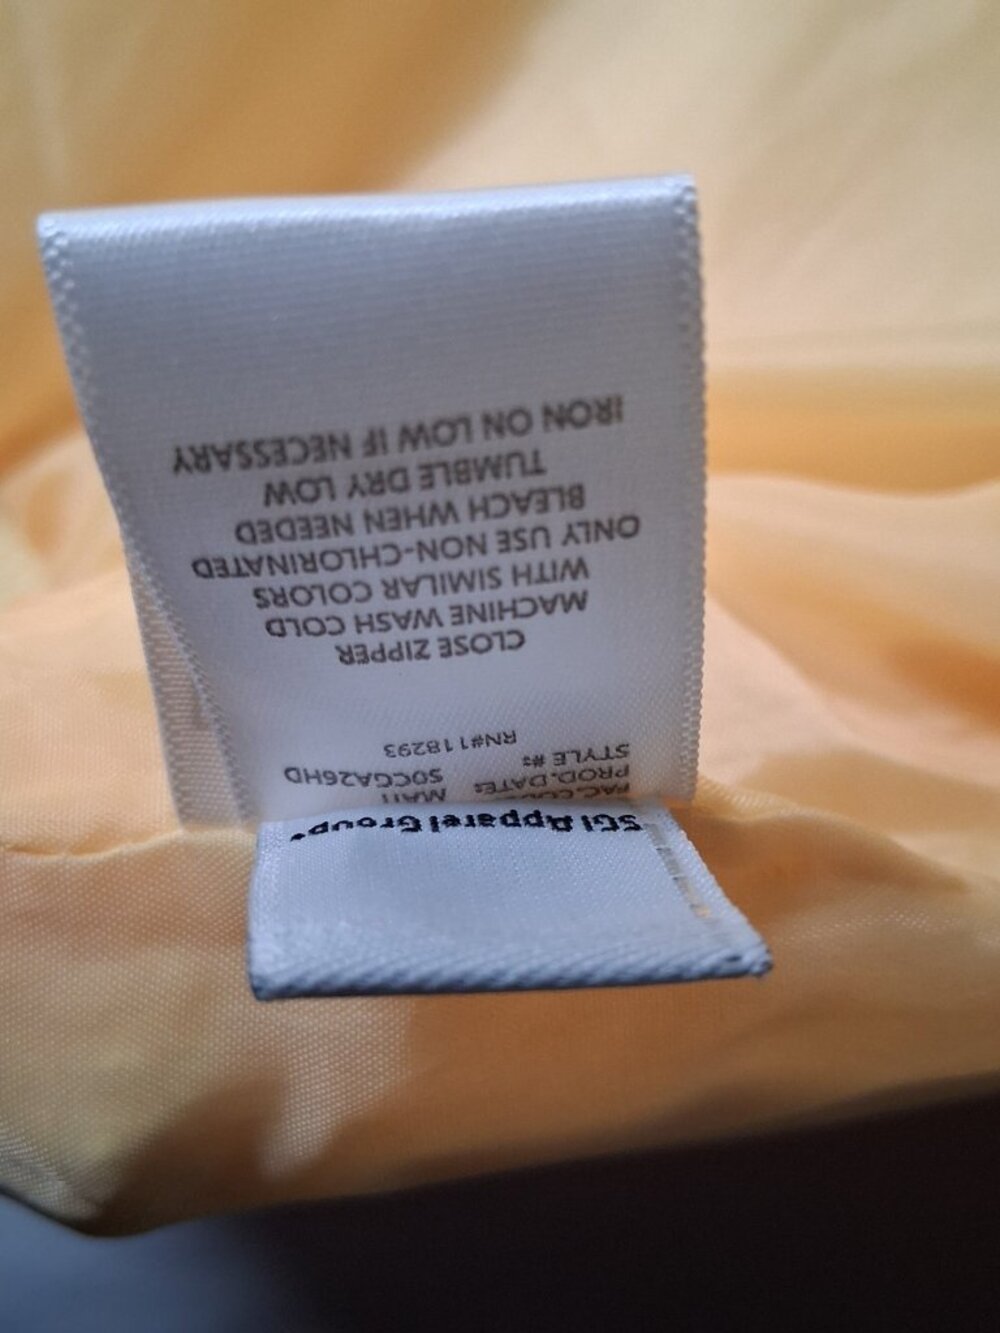 SGI Apparel Group
PROD.DATE:
STYLE #: S0CGA26HD
RN#118293
CLOSE ZIPPER
MACHINE WASH COLD
WITH SIMILAR COLORS
ONLY USE NON-CHLORINATED
BLEACH WHEN NEEDED
TUMBLE DRY LOW
IRON ON LOW IF NECESSARY